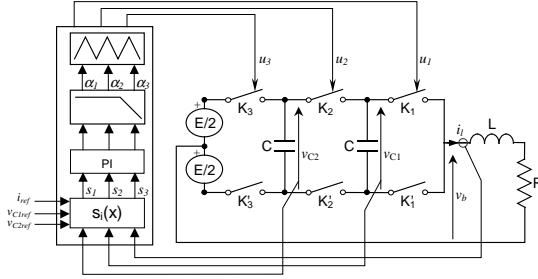 u3
u2
u1
α1 α2 α3
K3
K2
K1
E/2
C
vC2
C
vC1
il
L
R
PI
E/2
vb
s1 s2 s3
K'3
K'2
K'1
iref
vC1ref
vC2ref
si(x)